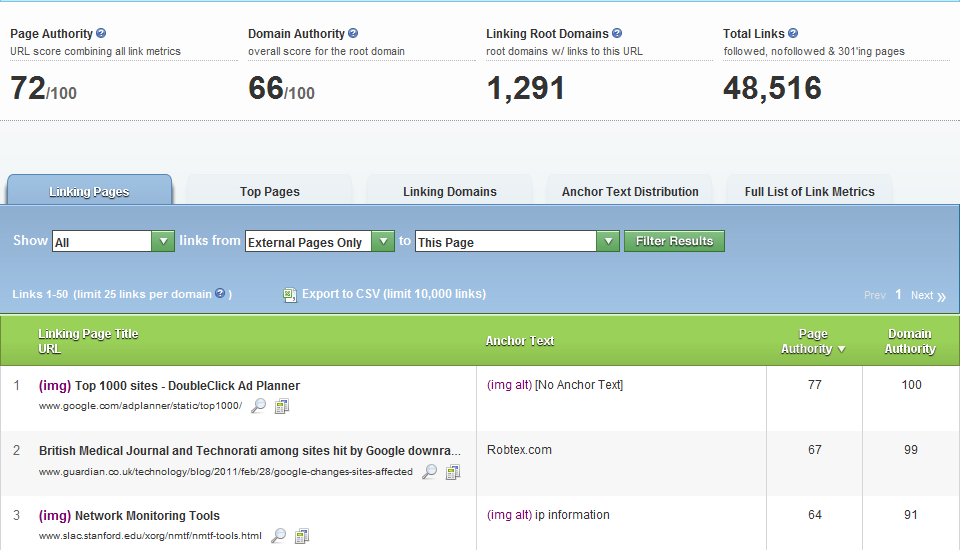 Page Authority ?
URL score combining all link metrics
72/100
Domain Authority ?
overall score for the root domain
66/100
Linking Root Domains ?
root domains w/ links to this URL
1,291
Total Links ?
followed, nofollowed & 301'ing pages
48,516
Linking Pages
Top Pages
Linking Domains
Anchor Text Distribution
Full List of Link Metrics
Show All links from External Pages Only to This Page Filter Results
Links 1-50 (limit 25 links per domain ? )
Export to CSV (limit 10,000 links)
Prev 1 Next »
Linking Page Title
URL
Anchor Text
Page
Authority
Domain
Authority
1 (img) Top 1000 sites - DoubleClick Ad Planner
www.google.com/adplanner/static/top1000/
(img alt) [No Anchor Text]
77
100
2 British Medical Journal and Technorati among sites hit by Google downra...
www.guardian.co.uk/technology/blog/2011/feb/28/google-changes-sites-affected
Robtex.com
67
99
3 (img) Network Monitoring Tools
www.slac.stanford.edu/xorg/nmtf/nmtf-tools.html
(img alt) ip information
64
91